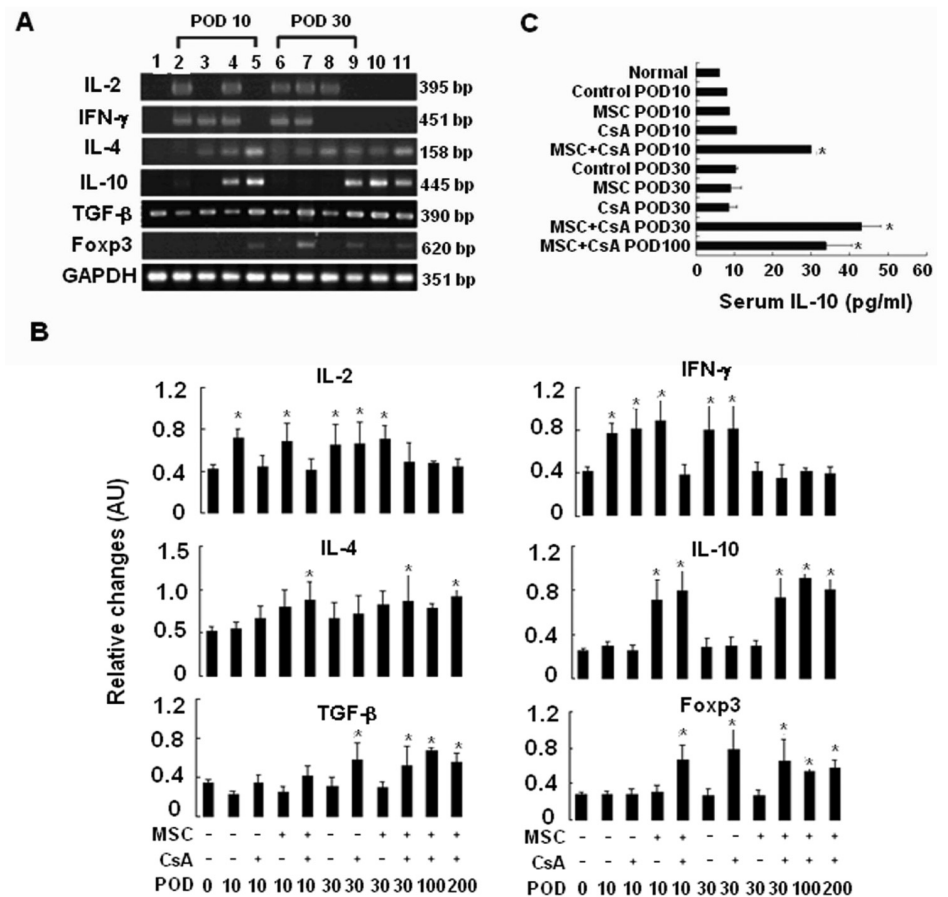 A
POD 10 POD 30
1 2 3 4 5 6 7 8 9 10 11
IL-2 395 bp
IFN-γ 451 bp
IL-4 158 bp
IL-10 445 bp
TGF-β 390 bp
Foxp3 620 bp
GAPDH 351 bp
C
Normal
Control POD10
MSC POD10
CsA POD10
MSC+CsA POD10 *
Control POD30
MSC POD30
CsA POD30
MSC+CsA POD30 *
MSC+CsA POD100 *
0 10 20 30 40 50 60
Serum IL-10 (pg/ml)
B
Relative changes (AU)
IL-2
1.2
* * * * *
0.8
0.4
0
IFN-γ
1.2
* * * * *
0.8
0.4
0
IL-4
1.5
* * *
1.0
0.5
0
IL-10
1.2
* * * * *
0.8
0.4
0
TGF-β
1.2
* * * *
0.8
0.4
0
Foxp3
1.2
* * * * *
0.8
0.4
0
MSC - - - + + - - + + + +
CsA - - + - + - + - + + +
POD 0 10 10 10 10 30 30 30 30 100 200
MSC - - - + + - - + + + +
CsA - - + - + - + - + + +
POD 0 10 10 10 10 30 30 30 30 100 200